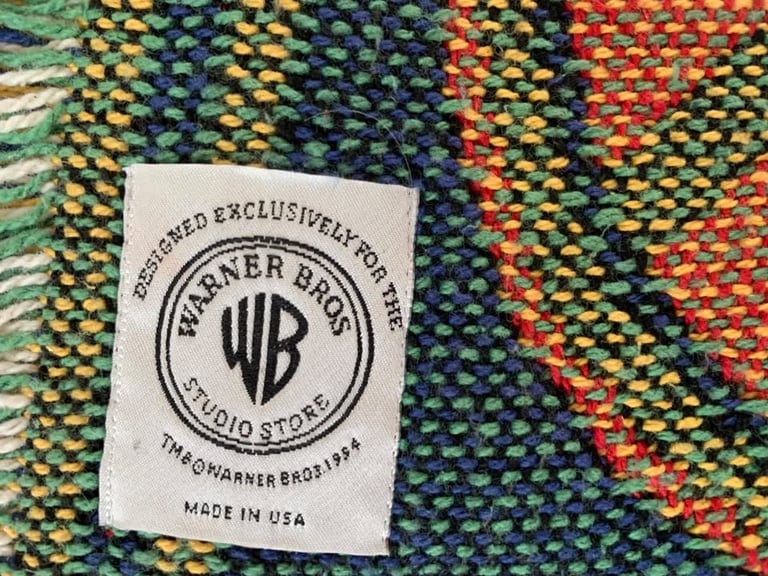 DESIGNED EXCLUSIVELY FOR THE
WARNER BROS
WB
STUDIO STORE
TM&©WARNER BROS.1994
MADE IN USA